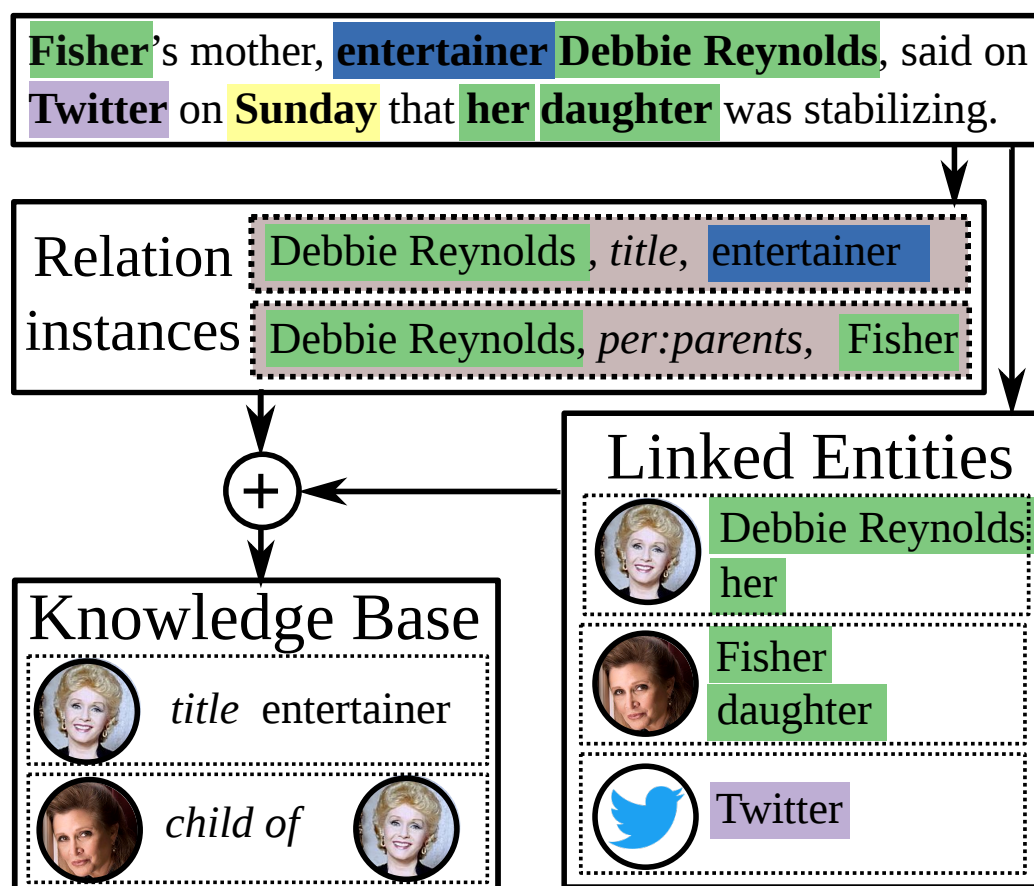 Fisher's mother, entertainer Debbie Reynolds, said on
Twitter on Sunday that her daughter was stabilizing.
Relation
instances
Debbie Reynolds , title, entertainer
Debbie Reynolds, per:parents, Fisher
+
Linked Entities
Debbie Reynolds
her
Fisher
daughter
Twitter
Knowledge Base
title entertainer
child of